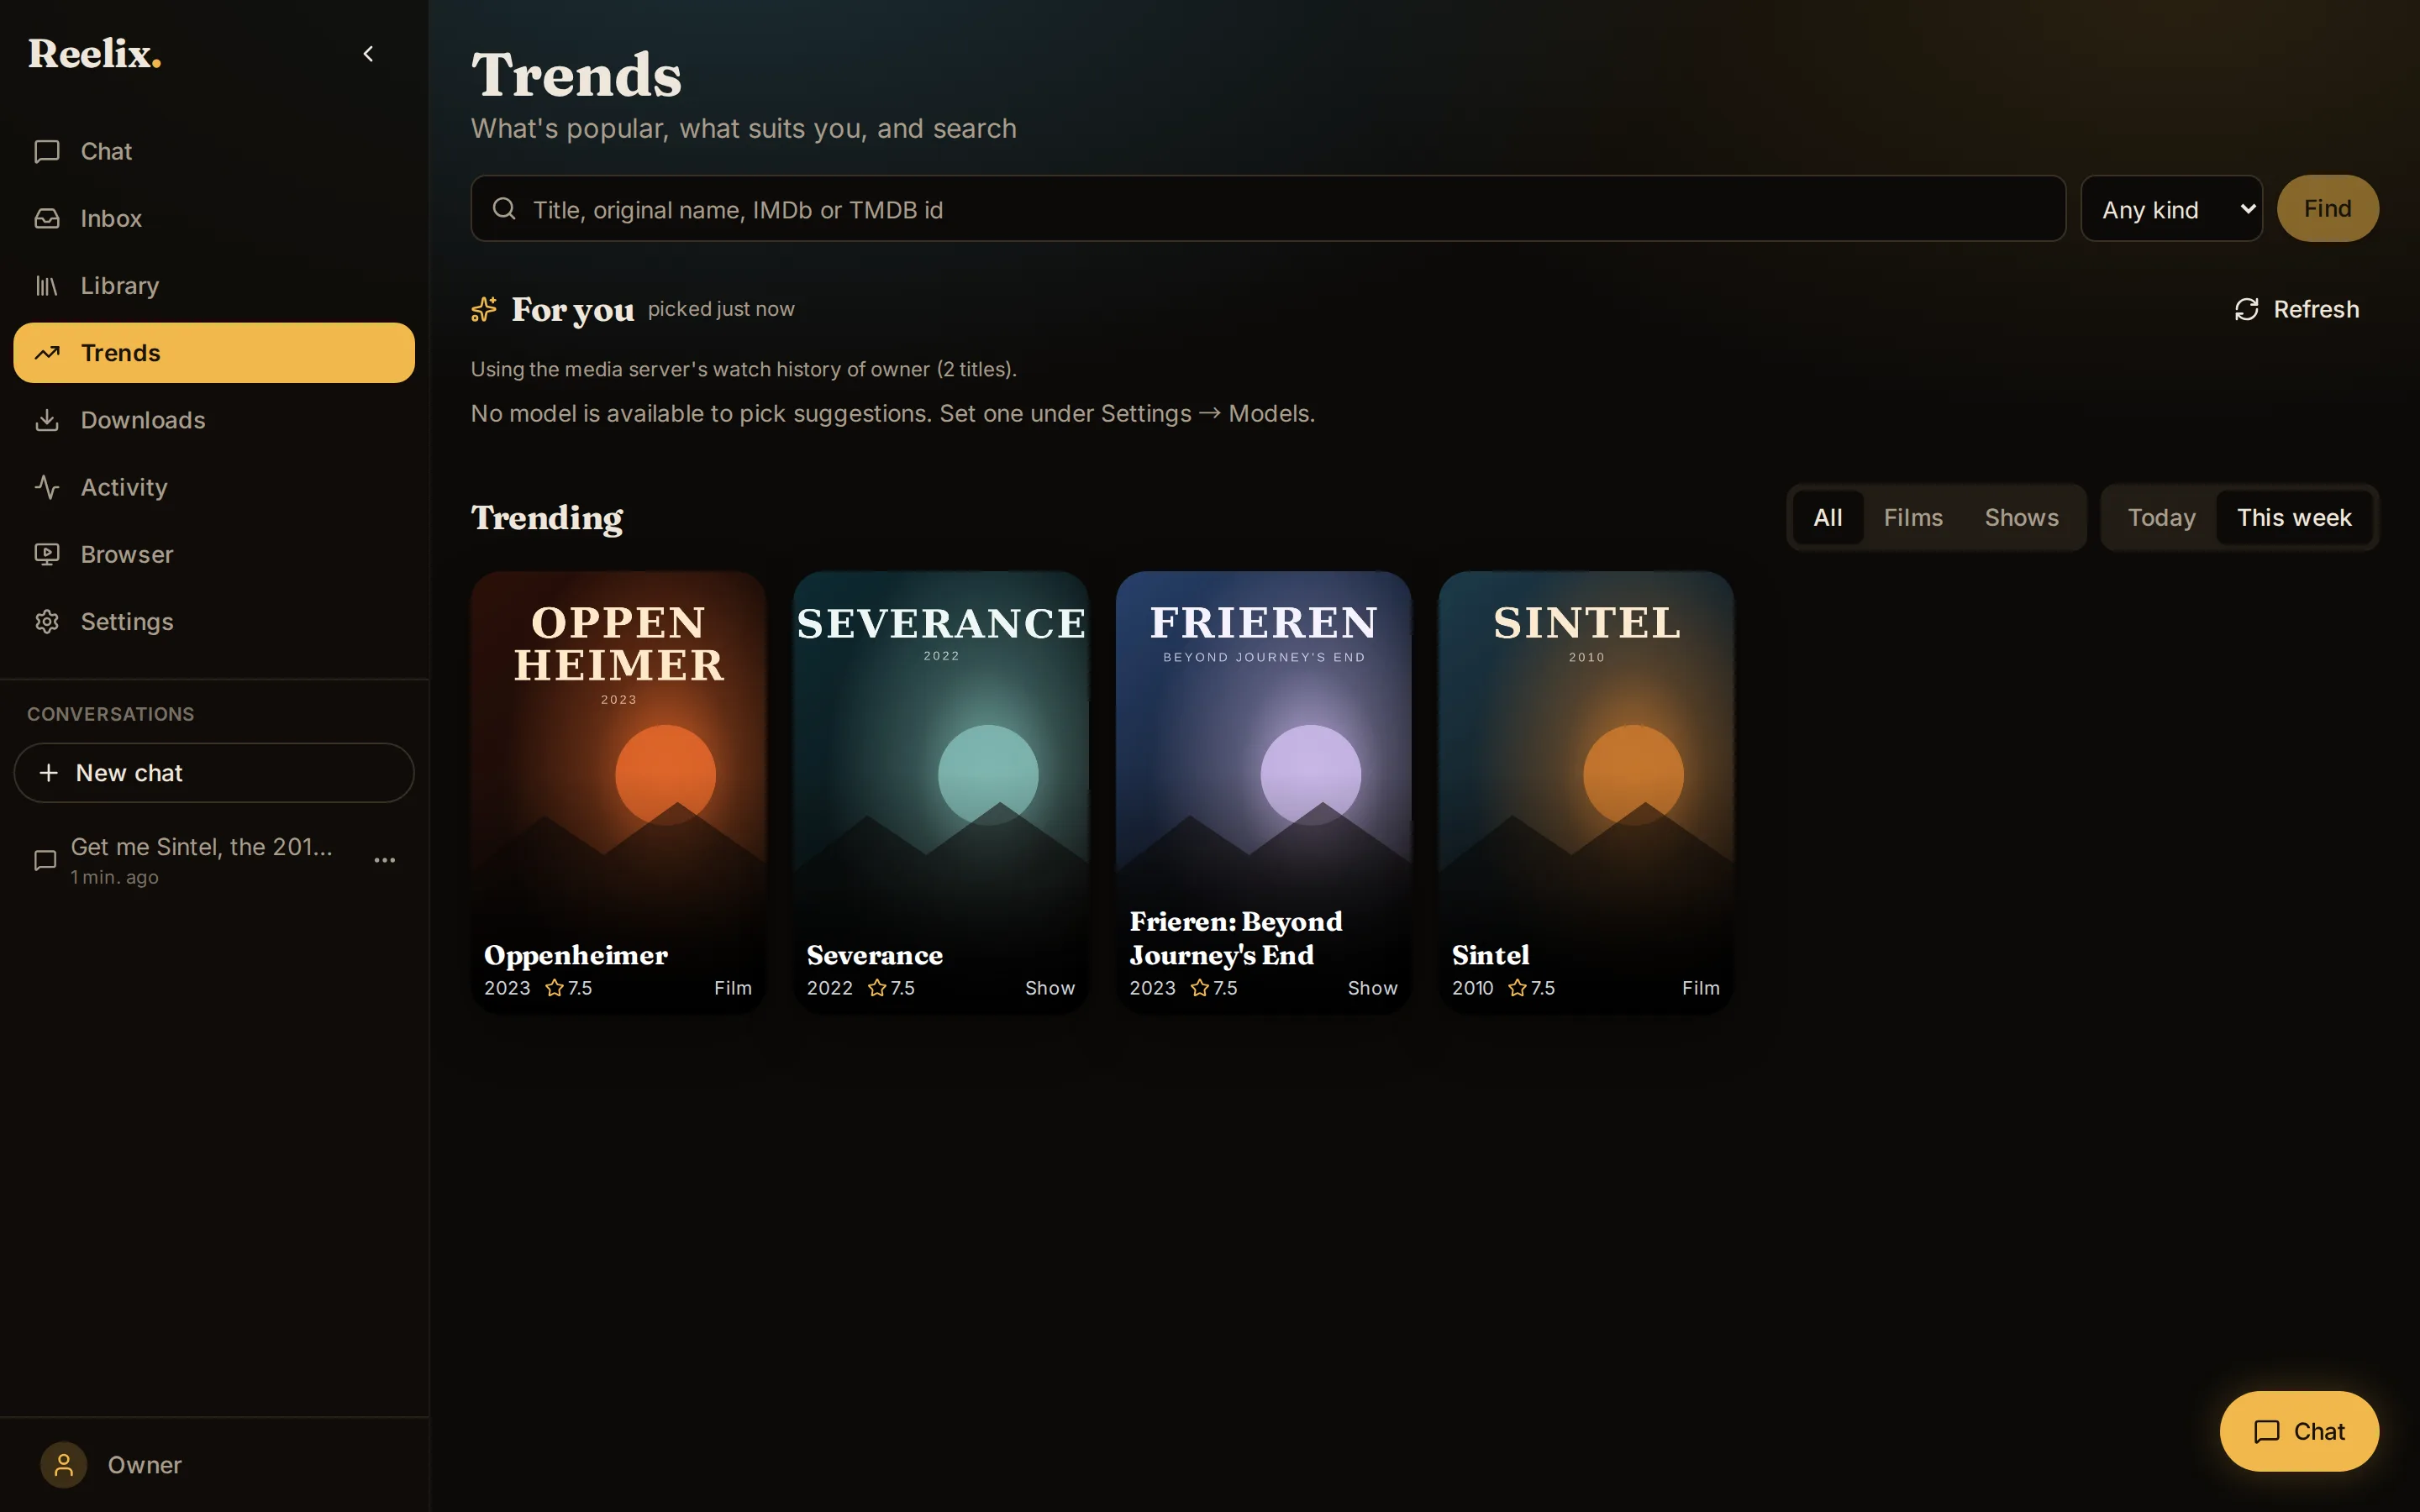 Reelix.
Chat
Inbox
Library
Trends
Downloads
Activity
Browser
Settings
CONVERSATIONS
New chat
Get me Sintel, the 201...
1 min. ago
Owner
Trends
What's popular, what suits you, and search
Title, original name, IMDb or TMDB id
Any kind
Find
For you picked just now
Refresh
Using the media server's watch history of owner (2 titles).
No model is available to pick suggestions. Set one under Settings → Models.
Trending
All Films Shows
Today This week
OPPEN
HEIMER
2023
Oppenheimer
2023 7.5 Film
SEVERANCE
2022
Severance
2022 7.5 Show
FRIEREN
BEYOND JOURNEY'S END
Frieren: Beyond
Journey's End
2023 7.5 Show
SINTEL
2010
Sintel
2010 7.5 Film
Chat